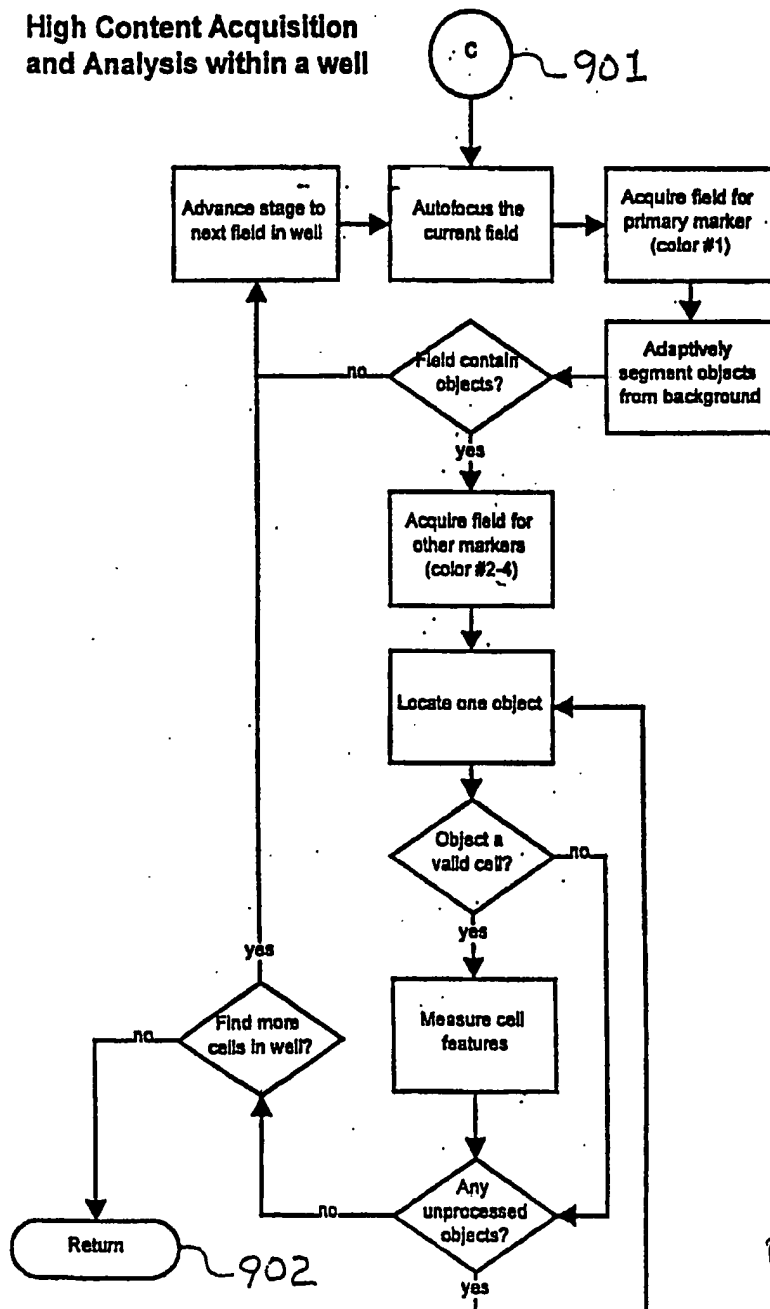 High Content Acquisition
and Analysis within a well
C
901
Advance stage to
next field in well
Autofocus the
current field
Acquire field for
primary marker
(color #1)
Field contain
objects?
no
Adaptively
segment objects
from background
yes
Acquire field for
other markers
(color #2-4)
Locate one object
Object a
valid cell?
no
yes
Measure cell
features
yes
Find more
cells in well?
no
Any
unprocessed
objects?
no
yes
Return
902